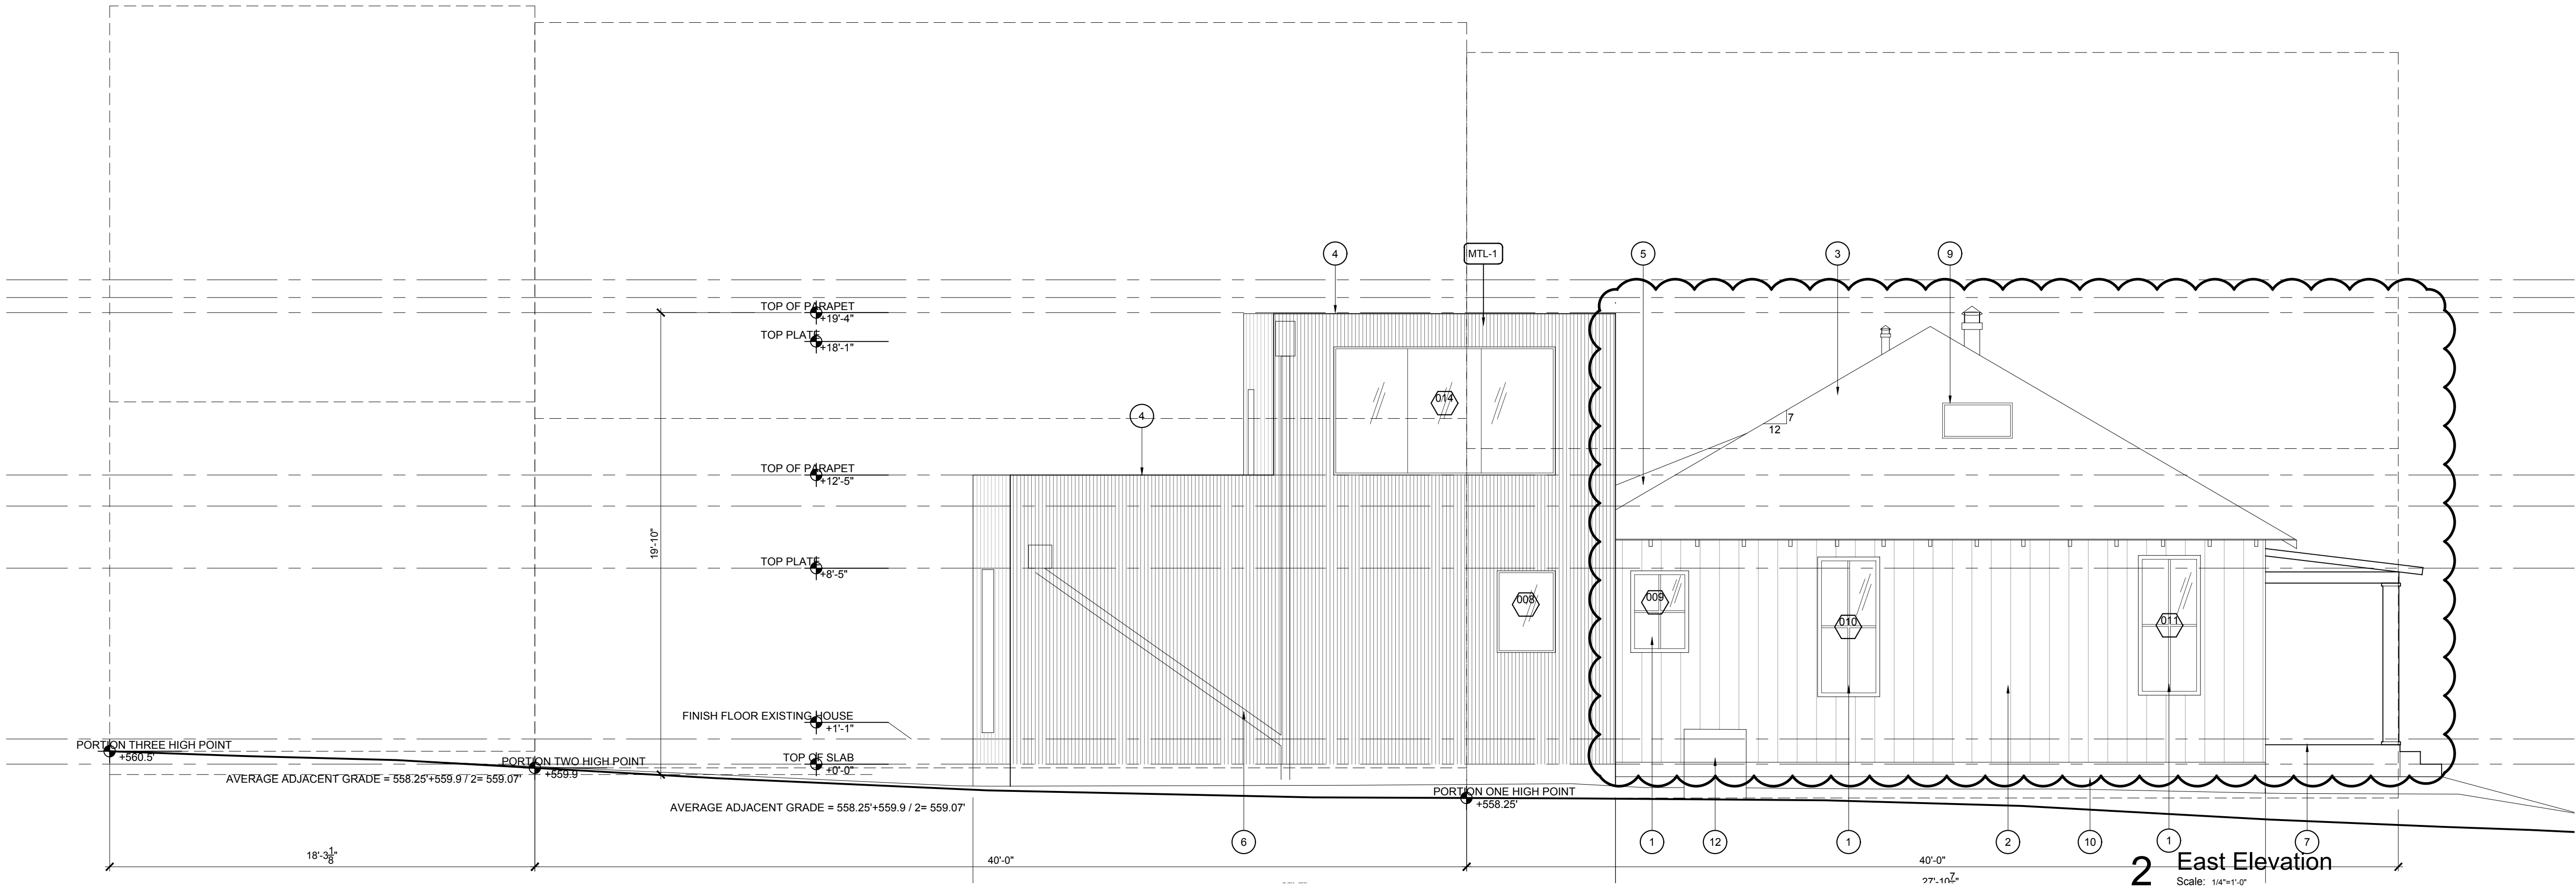 4
MTL-1
5
3
9
TOP OF PARAPET
+19'-4"
TOP PLATE
+18'-1"
014
4
7
12
TOP OF PARAPET
+12'-5"
19'-10"
TOP PLATE
+8'-5"
008
009
010
011
FINISH FLOOR EXISTING HOUSE
+1'-1"
PORTION THREE HIGH POINT
+560.5'
TOP OF SLAB
+0'-0"
PORTION TWO HIGH POINT
+559.9
AVERAGE ADJACENT GRADE = 558.25'+559.9 / 2= 559.07'
PORTION ONE HIGH POINT
+558.25'
AVERAGE ADJACENT GRADE = 558.25'+559.9 / 2= 559.07'
6
1
12
1
2
10
1
7
18'-3 1/8"
40'-0"
40'-0"
27'-10 7
2 East Elevation
Scale: 1/4"=1'-0"